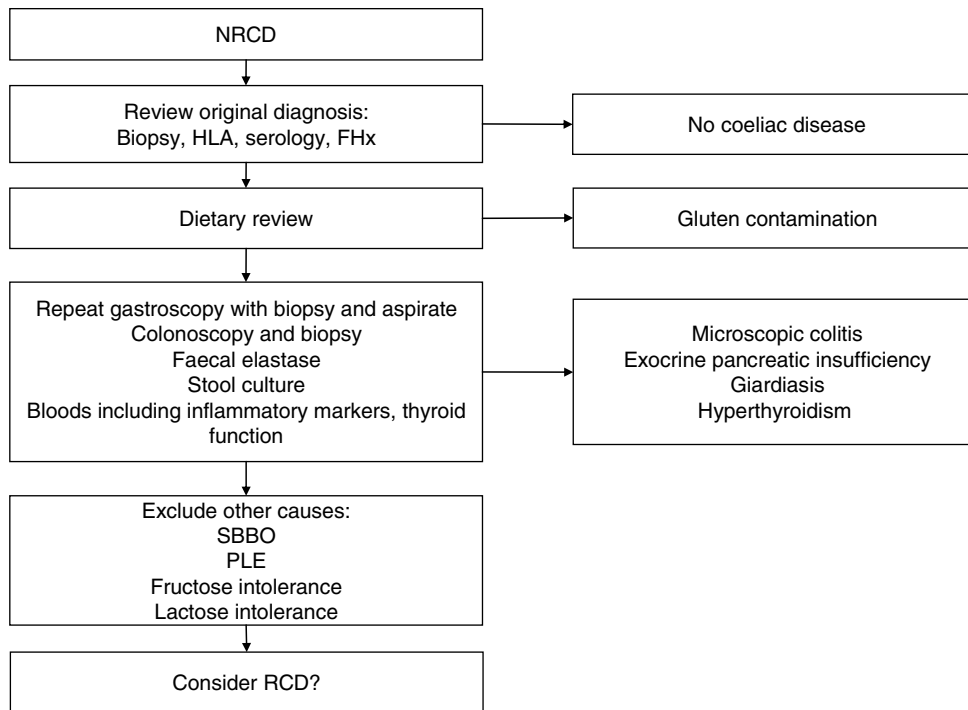 NRCD
Review original diagnosis:
Biopsy, HLA, serology, FHx
No coeliac disease
Dietary review
Gluten contamination
Repeat gastroscopy with biopsy and aspirate
Colonoscopy and biopsy
Faecal elastase
Stool culture
Bloods including inflammatory markers, thyroid
function
Microscopic colitis
Exocrine pancreatic insufficiency
Giardiasis
Hyperthyroidism
Exclude other causes:
SBBO
PLE
Fructose intolerance
Lactose intolerance
Consider RCD?